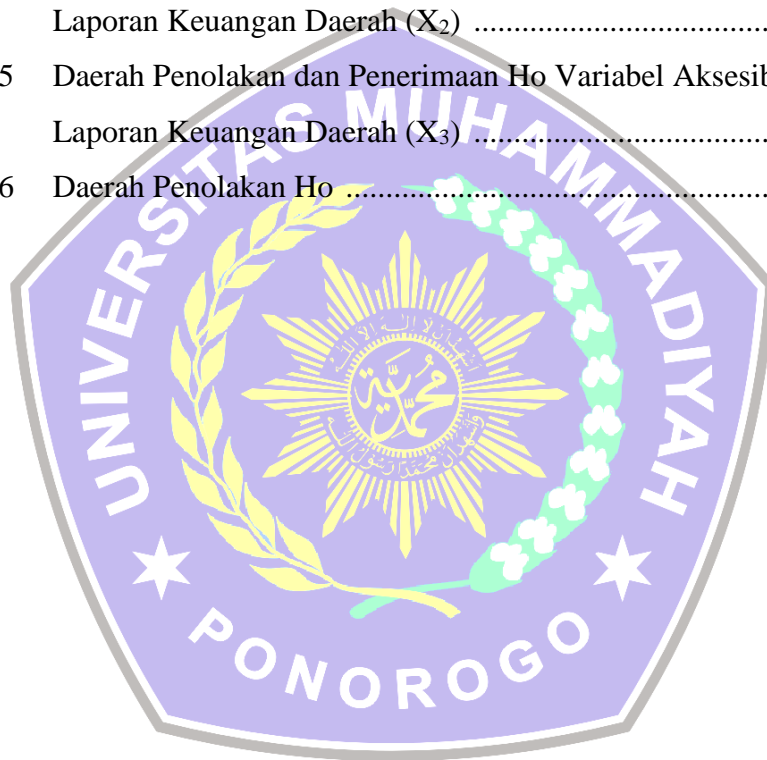 Laporan Keuangan Daerah (X₂) ....................................
5 Daerah Penolakan dan Penerimaan Ho Variabel Aksesib
Laporan Keuangan Daerah (X₃) ....................................
6 Daerah Penolakan Ho ....................................................
UNIVERSITAS MUHAMMADIYAH
محمدية
PONOROGO